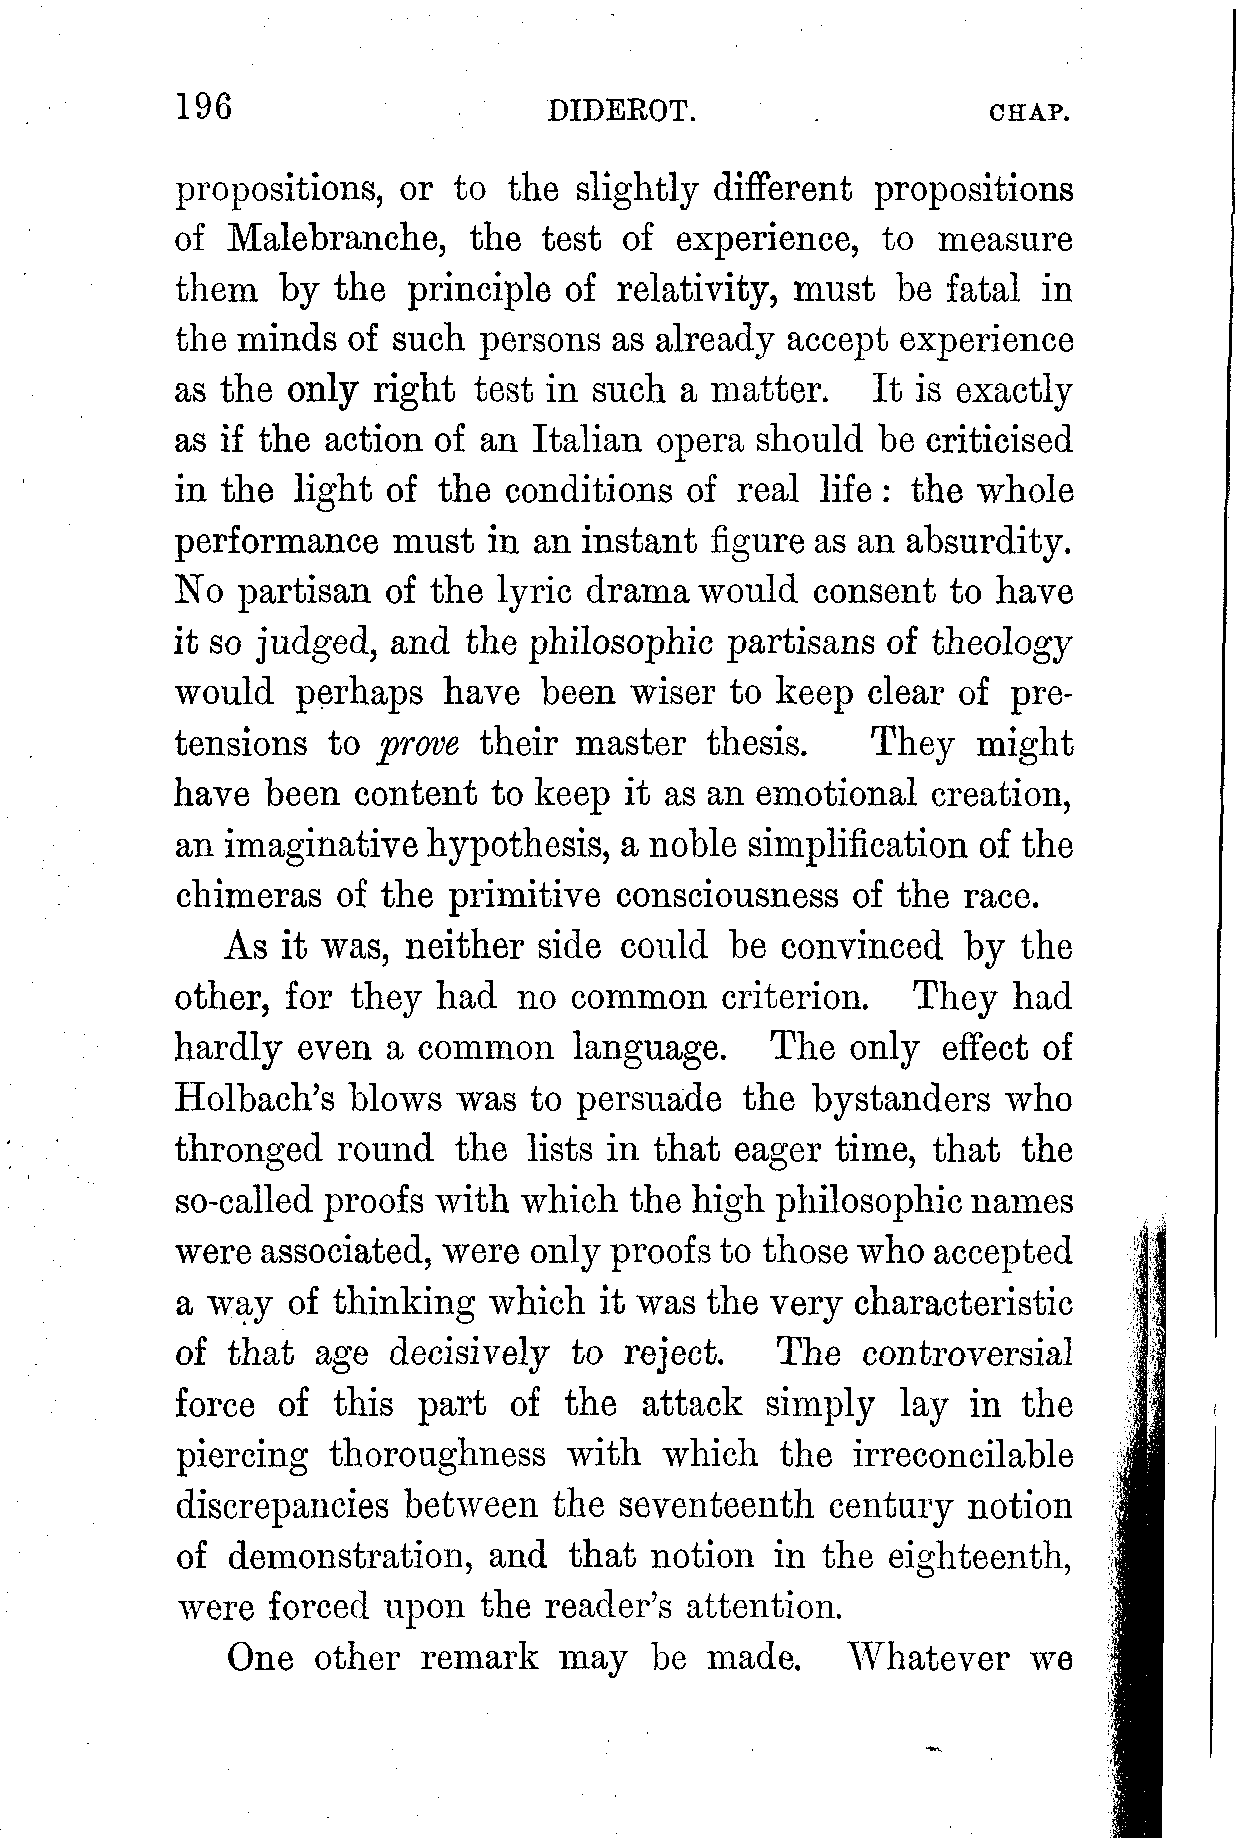 196 DIDEROT. CHAP.
propositions, or to the slightly different propositions
of Malebranche, the test of experience, to measure
them by the principle of relativity, must be fatal in
the minds of such persons as already accept experience
as the only right test in such a matter. It is exactly
as if the action of an Italian opera should be criticised
in the light of the conditions of real life : the whole
performance must in an instant figure as an absurdity.
No partisan of the lyric drama would consent to have
it so judged, and the philosophic partisans of theology
would perhaps have been wiser to keep clear of pre-
tensions to prove their master thesis. They might
have been content to keep it as an emotional creation,
an imaginative hypothesis, a noble simplification of the
chimeras of the primitive consciousness of the race.
As it was, neither side could be convinced by the
other, for they had no common criterion. They had
hardly even a common language. The only effect of
Holbach's blows was to persuade the bystanders who
thronged round the lists in that eager time, that the
so-called proofs with which the high philosophic names
were associated, were only proofs to those who accepted
a way of thinking which it was the very characteristic
of that age decisively to reject. The controversial
force of this part of the attack simply lay in the
piercing thoroughness with which the irreconcilable
discrepancies between the seventeenth century notion
of demonstration, and that notion in the eighteenth,
were forced upon the reader's attention.
One other remark may be made. Whatever we